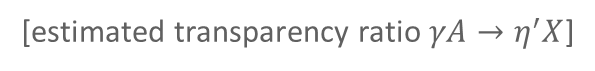 [estimated transparency ratio γA → η′X]